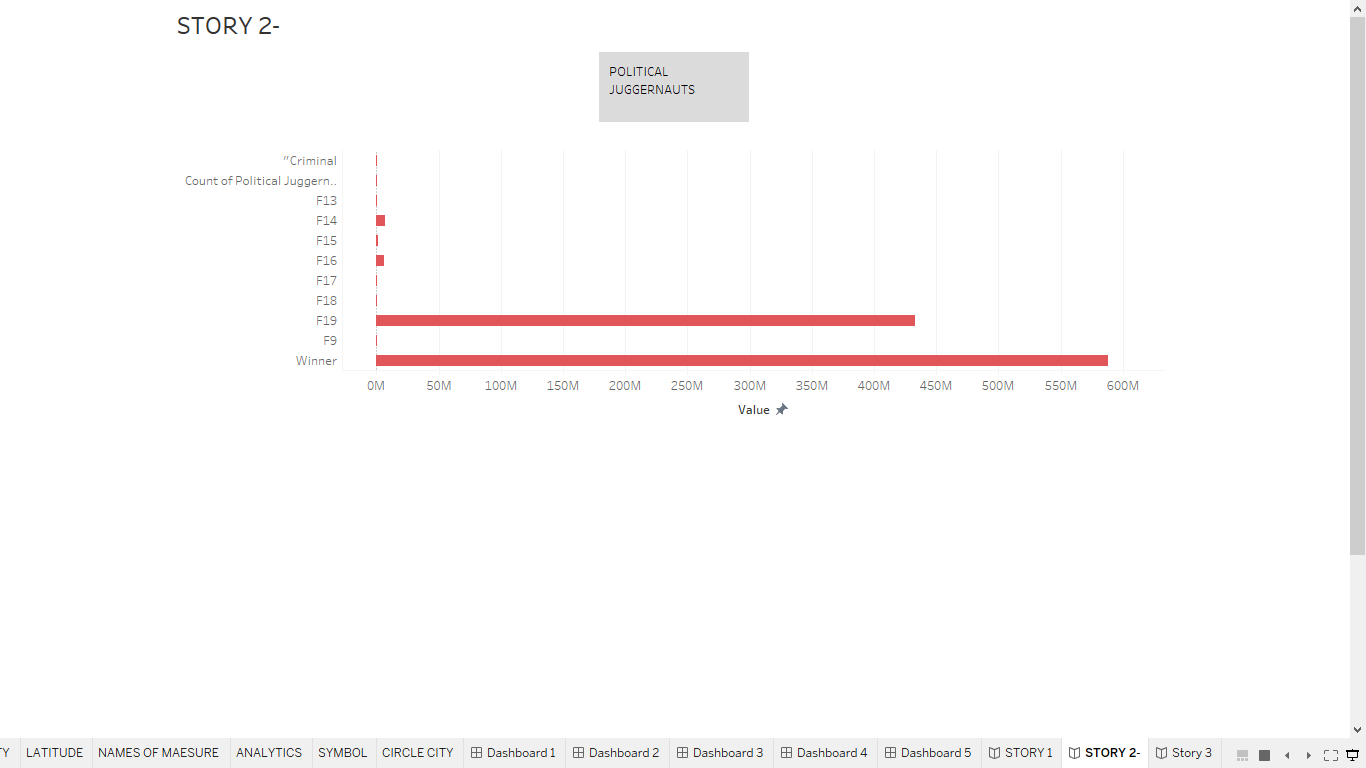 STORY 2-
POLITICAL
JUGGERNAUTS
"Criminal
Count of Political Juggern..
F13
F14
F15
F16
F17
F18
F19
F9
Winner
0M 50M 100M 150M 200M 250M 300M 350M 400M 450M 500M 550M 600M
Value
TY LATITUDE NAMES OF MAESURE ANALYTICS SYMBOL CIRCLE CITY Dashboard 1 Dashboard 2 Dashboard 3 Dashboard 4 Dashboard 5 STORY 1 STORY 2- Story 3